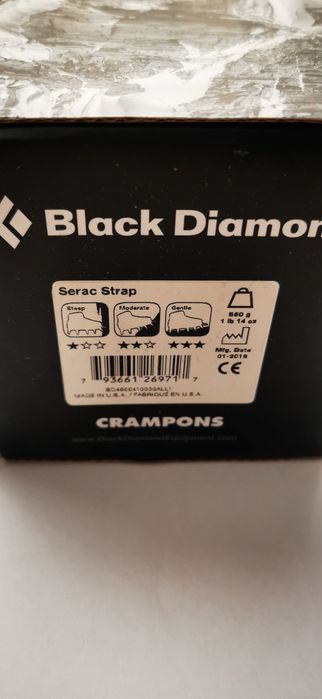 Black Diamon
Serac Strap
Steep Moderate Gentle
1 lb 14 oz
Mfg. Date
01-2018
CE
7 93661 26971 7
MADE IN U.S.A. / FABRIQUÉ EN U.S.A.
CRAMPONS
www.BlackDiamondEquipment.com